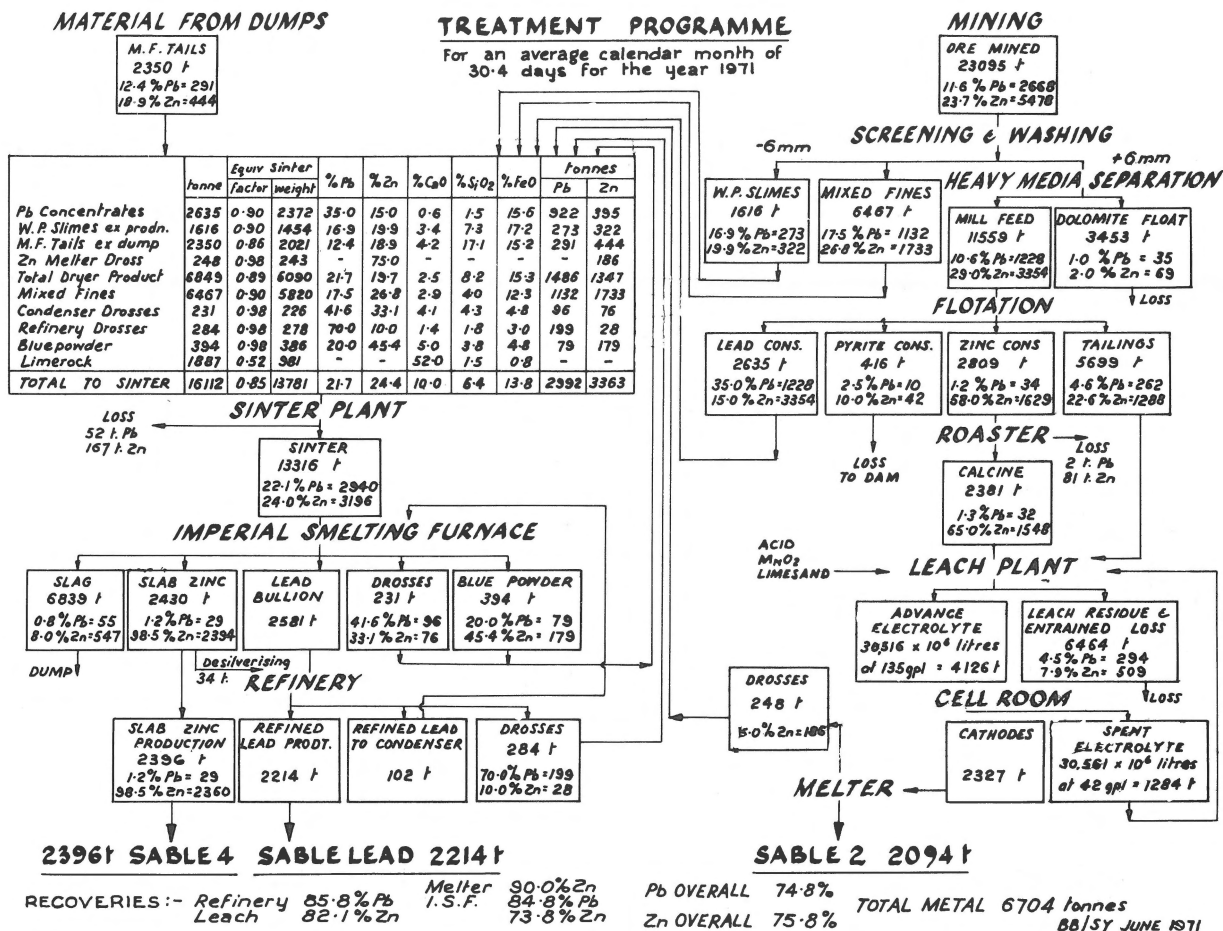 MATERIAL FROM DUMPS
TREATMENT PROGRAMME
For an average calendar month of
30.4 days for the year 1971
MINING
M.F. TAILS
2350 t
12.4 %Pb = 291
18.9 %Zn = 444
ORE MINED
23095 t
11.6 %Pb = 2668
23.7 %Zn = 5478
SCREENING & WASHING
-6mm
+6mm
HEAVY MEDIA SEPARATION
W.P. SLIMES
1616 t
16.9 %Pb = 273
19.9 %Zn = 322
MIXED FINES
6467 t
17.5 %Pb = 1132
26.8 %Zn = 1733
MILL FEED
11559 t
10.6 %Pb = 1228
29.0 %Zn = 3354
DOLOMITE FLOAT
3453 t
1.0 %Pb = 35
2.0 %Zn = 69
LOSS
tonne Equiv Sinter %Pb %Zn %CaO %SiO2 %FeO tonnes
factor weight Pb Zn
Pb Concentrates 2635 0.90 2372 35.0 15.0 0.6 1.5 15.6 922 395
W.P. Slimes ex prodn. 1616 0.90 1454 16.9 19.9 3.4 7.3 17.2 273 322
M.F. Tails ex dump 2350 0.86 2021 12.4 18.9 4.2 17.1 15.2 291 444
Zn Melter Dross 248 0.98 243 - 75.0 - - - - 186
Total Dryer Product 6849 0.89 6090 21.7 19.7 2.5 8.2 15.3 1486 1347
Mixed Fines 6467 0.90 5820 17.5 26.8 2.9 4.0 12.3 1132 1733
Condenser Drosses 231 0.98 226 41.6 33.1 4.1 4.3 4.8 96 76
Refinery Drosses 284 0.98 278 70.0 10.0 1.4 1.8 3.0 199 28
Bluepowder 394 0.98 386 20.0 45.4 5.0 3.8 4.8 79 179
Limerock 1887 0.52 981 - - 52.0 1.5 0.8 - -
TOTAL TO SINTER 16112 0.85 13781 21.7 24.4 10.0 6.4 13.8 2992 3363
FLOTATION
LEAD CONS.
2635 t
35.0 %Pb = 1228
15.0 %Zn = 3354
PYRITE CONS.
416 t
2.5 %Pb = 10
10.0 %Zn = 42
ZINC CONS
2809 t
1.2 %Pb = 34
58.0 %Zn = 1629
TAILINGS
5699 t
4.6 %Pb = 262
22.6 %Zn = 1288
LOSS
TO DAM
ROASTER
LOSS
2 t. Pb
81 t. Zn
SINTER PLANT
LOSS
52 t. Pb
167 t. Zn
SINTER
13316 t
22.1 %Pb = 2940
24.0 %Zn = 3196
CALCINE
2381 t
1.3 %Pb = 32
65.0 %Zn = 1548
IMPERIAL SMELTING FURNACE
ACID
MnO2
LIMESAND
LEACH PLANT
SLAG
6839 t
0.8 %Pb = 55
8.0 %Zn = 547
DUMP
SLAB ZINC
2430 t
1.2 %Pb = 29
98.5 %Zn = 2394
LEAD
BULLION
2581 t
DROSSES
231 t
41.6 %Pb = 96
33.1 %Zn = 76
BLUE POWDER
394 t
20.0 %Pb = 79
45.4 %Zn = 179
ADVANCE
ELECTROLYTE
30,516 x 10⁶ litres
at 135 gpl = 4126 t
LEACH RESIDUE &
ENTRAINED LOSS
6464 t
4.5 %Pb = 294
7.9 %Zn = 509
LOSS
Desilverising
34 t.
REFINERY
CELL ROOM
SLAB ZINC
PRODUCTION
2396 t
1.2 %Pb = 29
98.5 %Zn = 2360
REFINED
LEAD PRODT.
2214 t
REFINED LEAD
TO CONDENSER
102 t
DROSSES
284 t
70.0 %Pb = 199
10.0 %Zn = 28
DROSSES
248 t
%Zn = 186
MELTER
CATHODES
2327 t
SPENT
ELECTROLYTE
30,561 x 10⁶ litres
at 42 gpl = 1284 t
2396t SABLE 4
SABLE LEAD 2214t
SABLE 2 2094 t
RECOVERIES :- Refinery 85.8 %Pb
Leach 82.1 %Zn
Melter 90.0 %Zn
I.S.F. 84.8 %Pb
73.8 %Zn
Pb OVERALL 74.8 %
Zn OVERALL 75.8 %
TOTAL METAL 6704 tonnes
BB/SY JUNE 1971